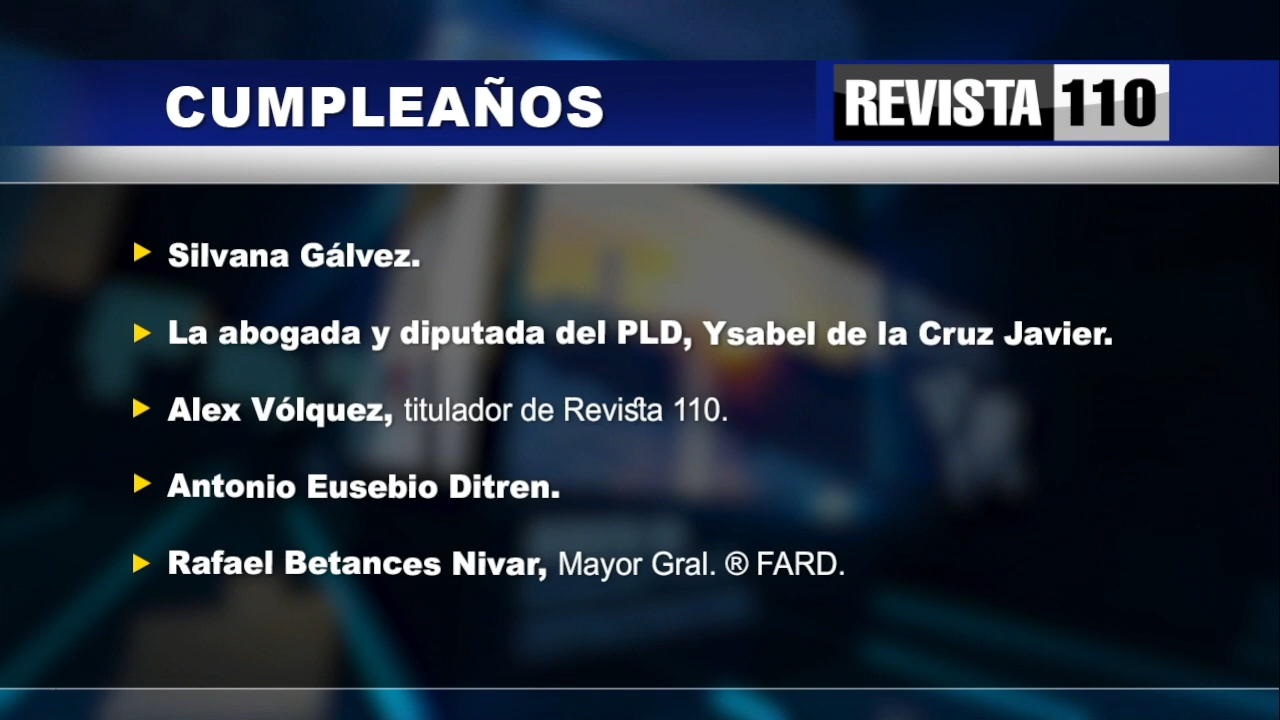 CUMPLEAÑOS
REVISTA 110
Silvana Gálvez.
La abogada y diputada del PLD, Ysabel de la Cruz Javier.
Alex Vólquez, titulador de Revista 110.
Antonio Eusebio Ditren.
Rafael Betances Nivar, Mayor Gral. ® FARD.